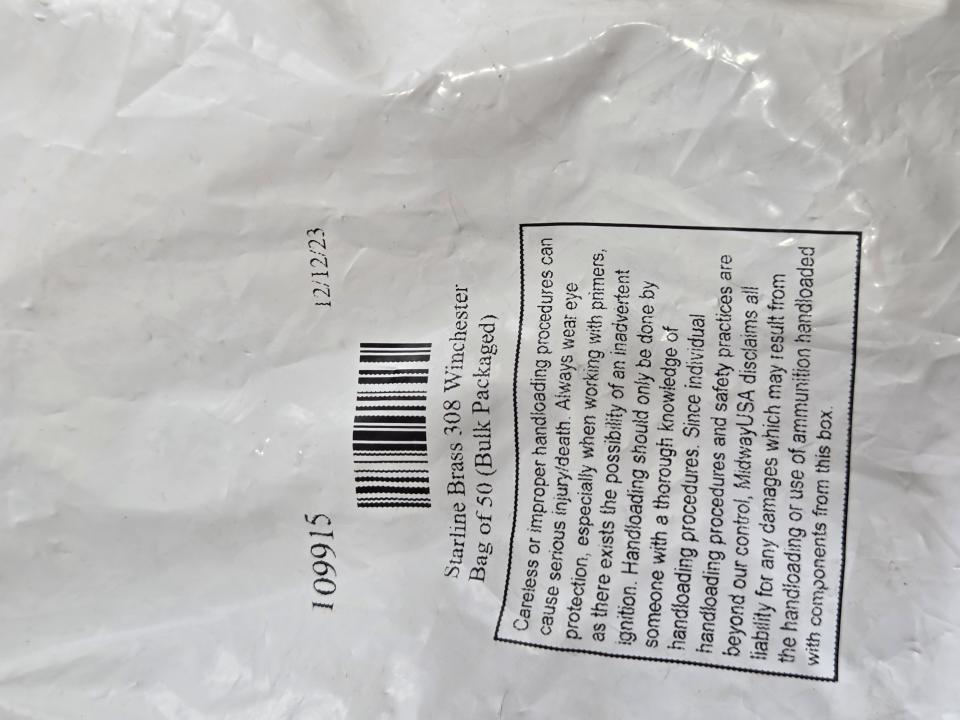 109915
12/12/23
Starline Brass 308 Winchester
Bag of 50 (Bulk Packaged)
Careless or improper handloading procedures can
cause serious injury/death. Always wear eye
protection, especially when working with primers,
as there exists the possibility of an inadvertent
ignition. Handloading should only be done by
someone with a thorough knowledge of
handloading procedures. Since individual
handloading procedures and safety practices are
beyond our control, MidwayUSA disclaims all
liability for any damages which may result from
the handloading or use of ammunition handloaded
with components from this box.